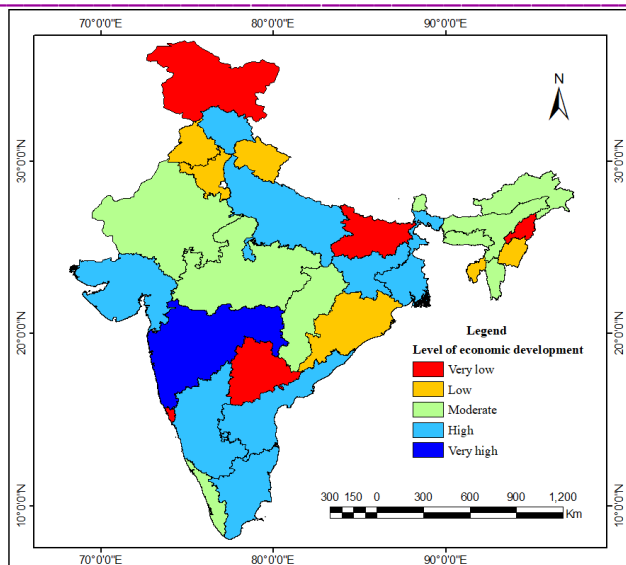 70°0'0"E 80°0'0"E 90°0'0"E
N
30°0'0"N 30°0'0"N
20°0'0"N 20°0'0"N
Legend
Level of economic development
Very low
Low
Moderate
High
Very high
10°0'0"N 10°0'0"N
300 150 0 300 600 900 1,200
Km
70°0'0"E 80°0'0"E 90°0'0"E